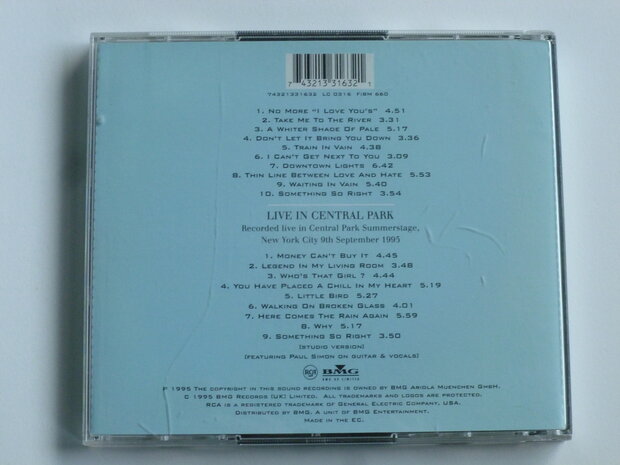 7 43213 31632 1
74321331632 LC 0316 F:BM 660
1. No More "I Love You's" 4.51
2. Take Me To The River 3.31
3. A Whiter Shade Of Pale 5.17
4. Don't Let It Bring You Down 3.36
5. Train In Vain 4.38
6. I Can't Get Next To You 3.09
7. Downtown Lights 6.42
8. Thin Line Between Love And Hate 5.53
9. Waiting In Vain 5.40
10. Something So Right 3.54
LIVE IN CENTRAL PARK
Recorded live in Central Park Summerstage,
New York City 9th September 1995
1. Money Can't Buy It 4.45
2. Legend In My Living Room 3.48
3. Who's That Girl ? 4.44
4. You Have Placed A Chill In My Heart 5.19
5. Little Bird 5.27
6. Walking On Broken Glass 4.01
7. Here Comes The Rain Again 5.59
8. Why 5.17
9. Something So Right 3.50
(studio version)
(featuring Paul Simon on guitar & vocals)
RCA BMG
BMG UK LIMITED
P 1995 The copyright in this sound recording is owned by BMG Ariola Muenchen GmbH.
C 1995 BMG Records (UK) Limited. All trademarks and logos are protected.
RCA is a registered trademark of General Electric Company, USA.
Distributed by BMG. A unit of BMG Entertainment.
Made in the EC.